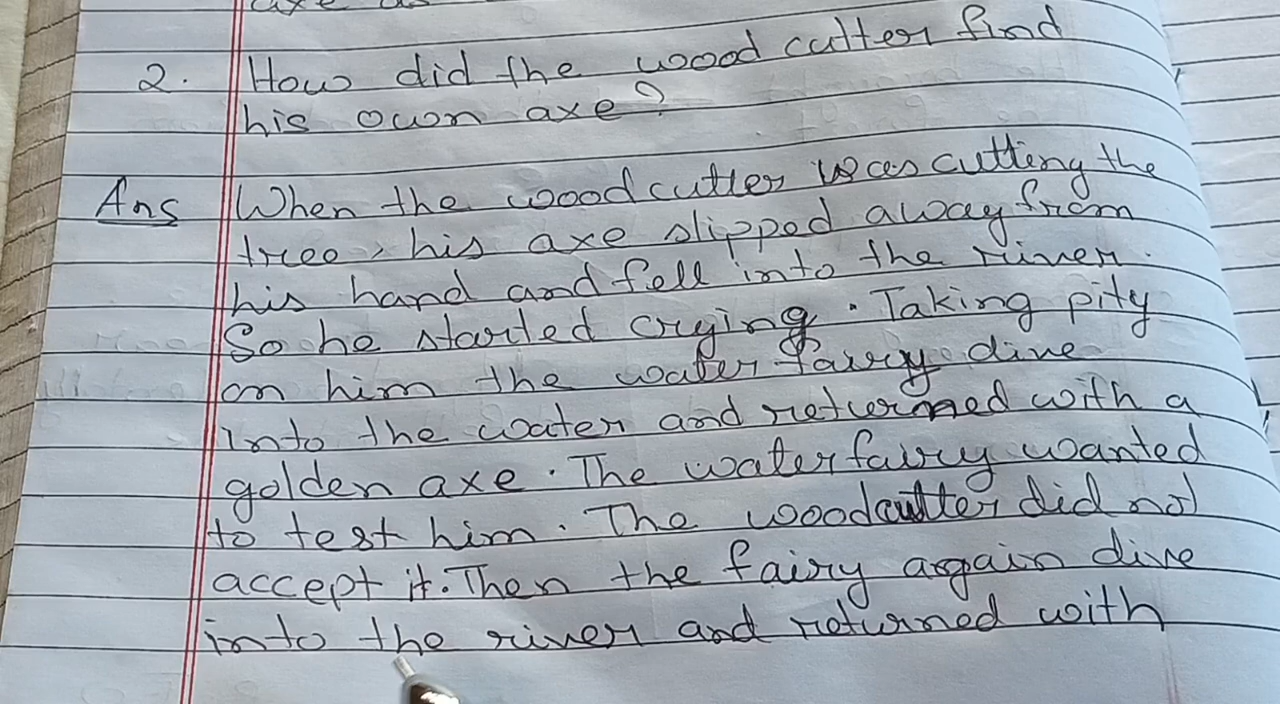 axe as
2. How did the wood cutter find
his own axe?
Ans When the woodcutter was cutting the
tree, his axe slipped away from
his hand and fell into the river.
So he started crying. Taking pity
on him the water fairy dive
into the water and returned with a
golden axe. The waterfairy wanted
to test him. The woodcutter did not
accept it. Then the fairy again dive
into the river and returned with